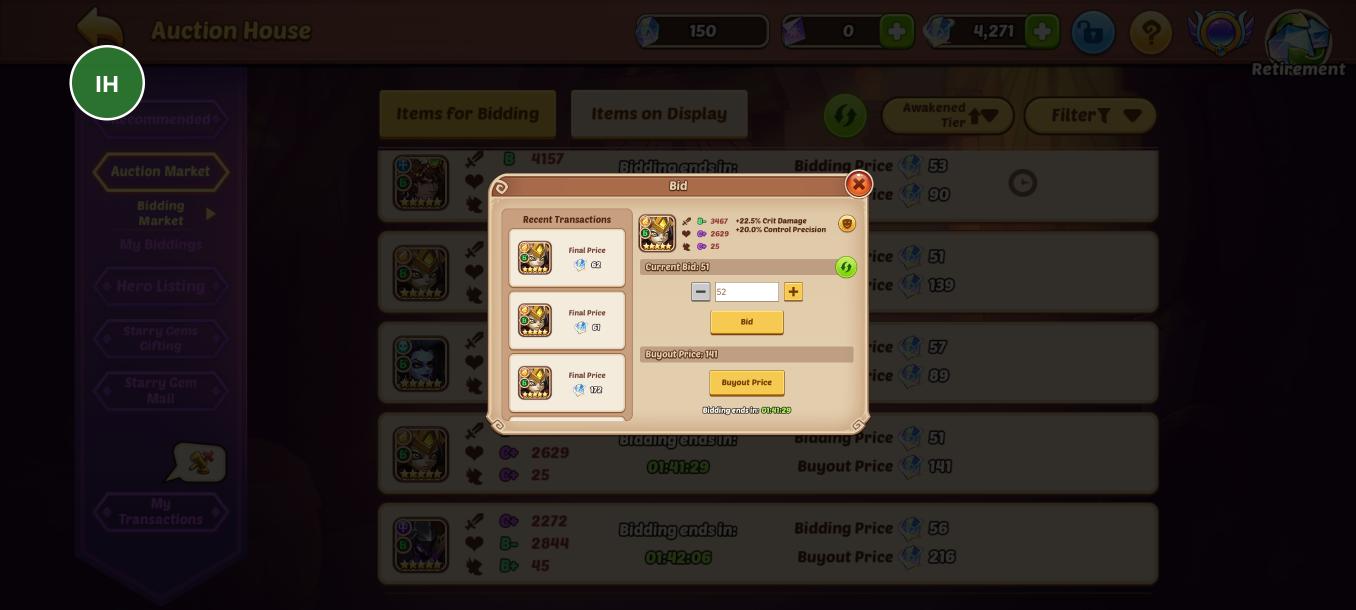 Auction House
150
0
4,271
Retirement
IH
commended
Auction Market
Bidding
Market
My Biddings
Hero Listing
Starry Gems
Gifting
Starry Gem
Mail
My
Transactions
Items for Bidding
Items on Display
Awakened
Tier
Filter
B 4157
Bidding ends in:
Bidding Price 53
Price 90
51
139
57
89
Bid
Recent Transactions
Final Price
62
Final Price
61
Final Price
172
B- 3467
C+ 2629
C+ 25
+22.5% Crit Damage
+20.0% Control Precision
Current Bid: 51
52
Bid
Buyout Price: 141
Buyout Price
Bidding ends in: 01:41:29
C+ 2629
C+ 25
Bidding ends in:
01:41:29
Bidding Price 51
Buyout Price 141
C+ 2272
B- 2844
B+ 45
Bidding ends in:
01:42:06
Bidding Price 56
Buyout Price 216